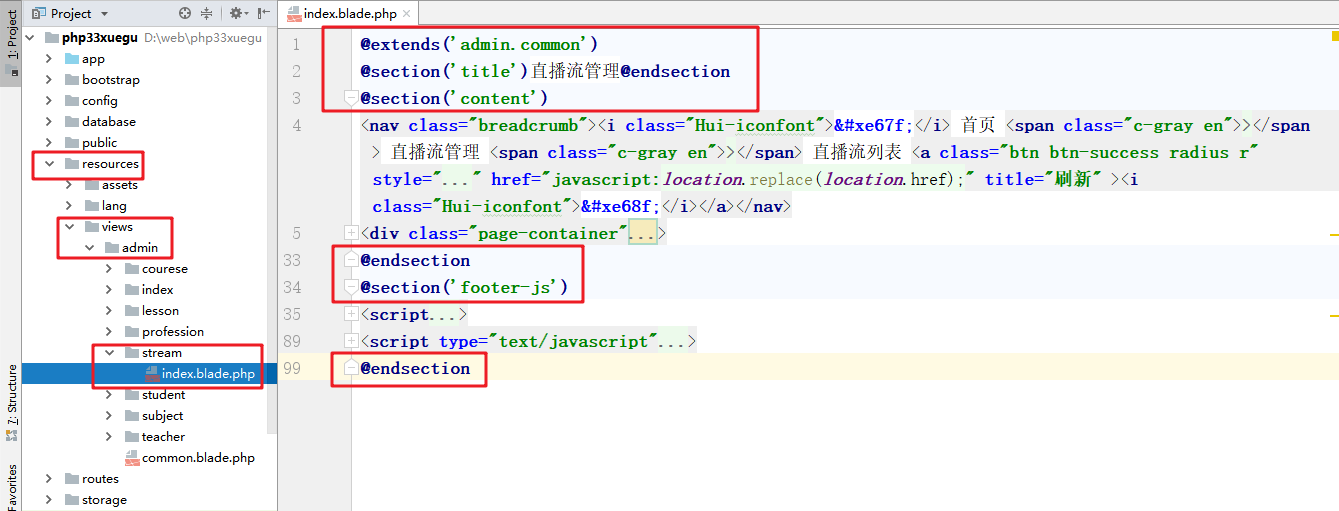 Project
index.blade.php
1: Project
7: Structure
Favorites
php33xuegu D:\web\php33xuegu
app
bootstrap
config
database
public
resources
assets
lang
views
admin
courese
index
lesson
profession
stream
index.blade.php
student
subject
teacher
common.blade.php
routes
storage
1 @extends('admin.common')
2 @section('title')直播流管理@endsection
3 @section('content')
4 <nav class="breadcrumb"><i class="Hui-iconfont">&#xe67f;</i> 首页 <span class="c-gray en">></span
> 直播流管理 <span class="c-gray en">></span> 直播流列表 <a class="btn btn-success radius r"
style="..." href="javascript:location.replace(location.href);" title="刷新" ><i
class="Hui-iconfont">&#xe68f;</i></a></nav>
5 <div class="page-container"...>
33 @endsection
34 @section('footer-js')
35 <script...>
89 <script type="text/javascript"...>
99 @endsection